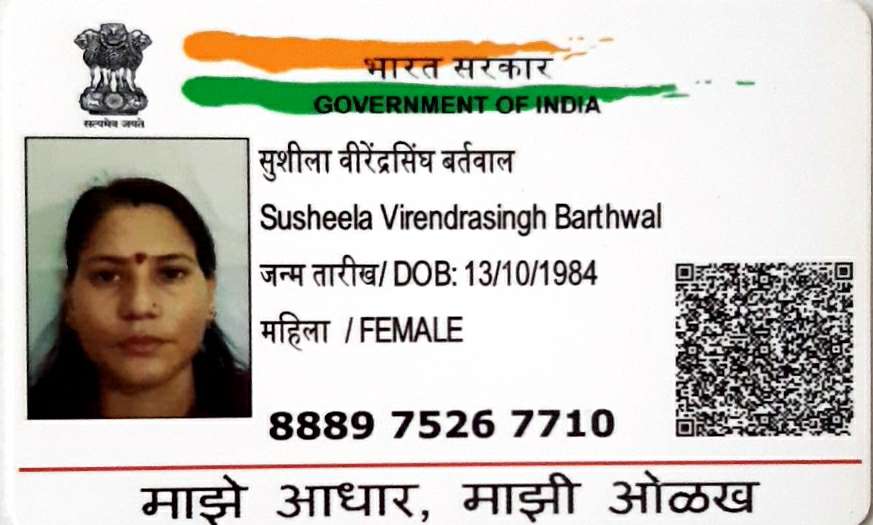 भारत सरकार
GOVERNMENT OF INDIA
सत्यमेव जयते
सुशीला वीरेंद्रसिंघ बर्तवाल
Susheela Virendrasingh Barthwal
जन्म तारीख/ DOB: 13/10/1984
महिला / FEMALE
8889 7526 7710
माझे आधार, माझी ओळख